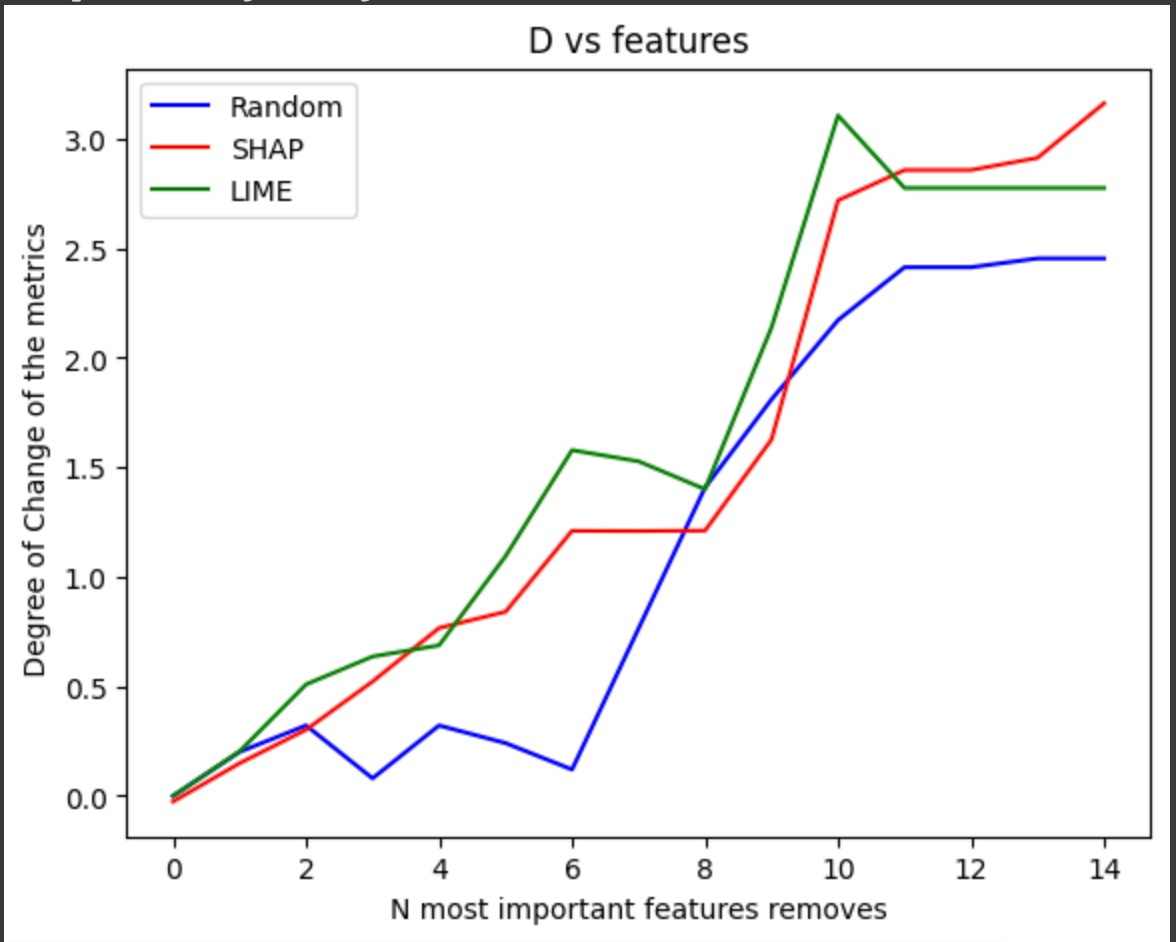 D vs features
Random
SHAP
LIME
Degree of Change of the metrics
3.0
2.5
2.0
1.5
1.0
0.5
0.0
0 2 4 6 8 10 12 14
N most important features removes